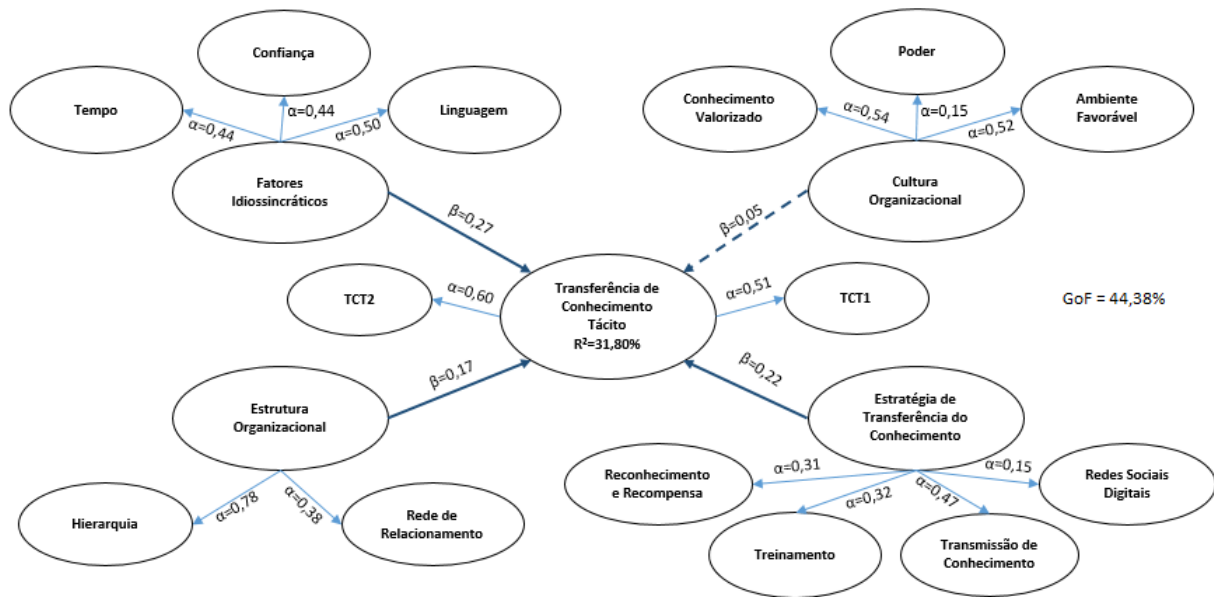 Confiança
Poder
Tempo
α=0,44
α=0,44
α=0,50
Linguagem
Conhecimento
Valorizado
α=0,54
α=0,15
α=0,52
Ambiente
Favorável
Fatores
Idiossincráticos
Cultura
Organizacional
β=0,27
β=0,05
TCT2
α=0,60
Transferência de
Conhecimento
Tácito
R²=31,80%
α=0,51
TCT1
GoF = 44,38%
β=0,17
β=0,22
Estrutura
Organizacional
Estratégia de
Transferência do
Conhecimento
Hierarquia
α=0,78
α=0,38
Rede de
Relacionamento
Reconhecimento
e Recompensa
α=0,31
α=0,32
α=0,47
α=0,15
Redes Sociais
Digitais
Treinamento
Transmissão de
Conhecimento